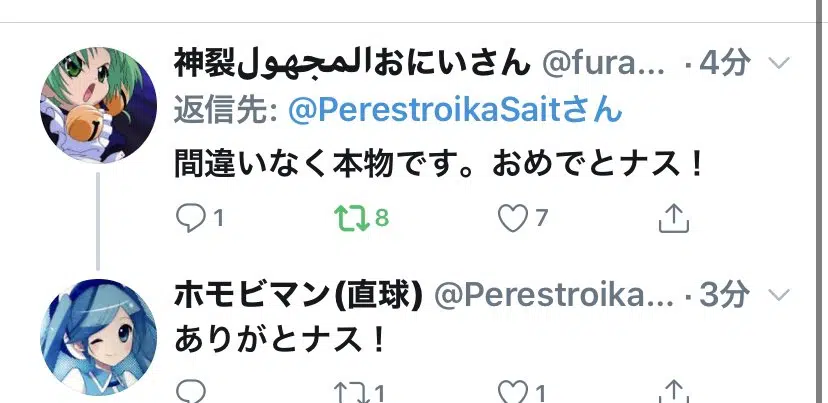 神裂المجهولおにいさん @fura... · 4分
返信先: @PerestroikaSaitさん
間違いなく本物です。おめでとナス！
1 8 7
ホモビマン(直球) @Perestroika... · 3分
ありがとナス！
1 1